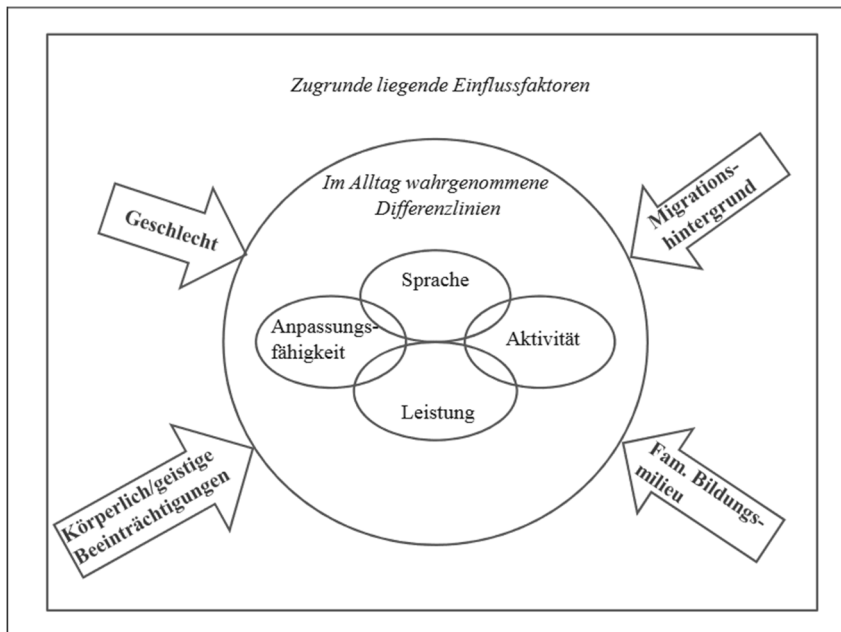 Zugrunde liegende Einflussfaktoren
Im Alltag wahrgenommene
Differenzlinien
Geschlecht
Migrations-
hintergrund
Sprache
Anpassungs-
fähigkeit
Aktivität
Leistung
Körperlich/geistige
Beeinträchtigungen
Fam. Bildungs-
milieu